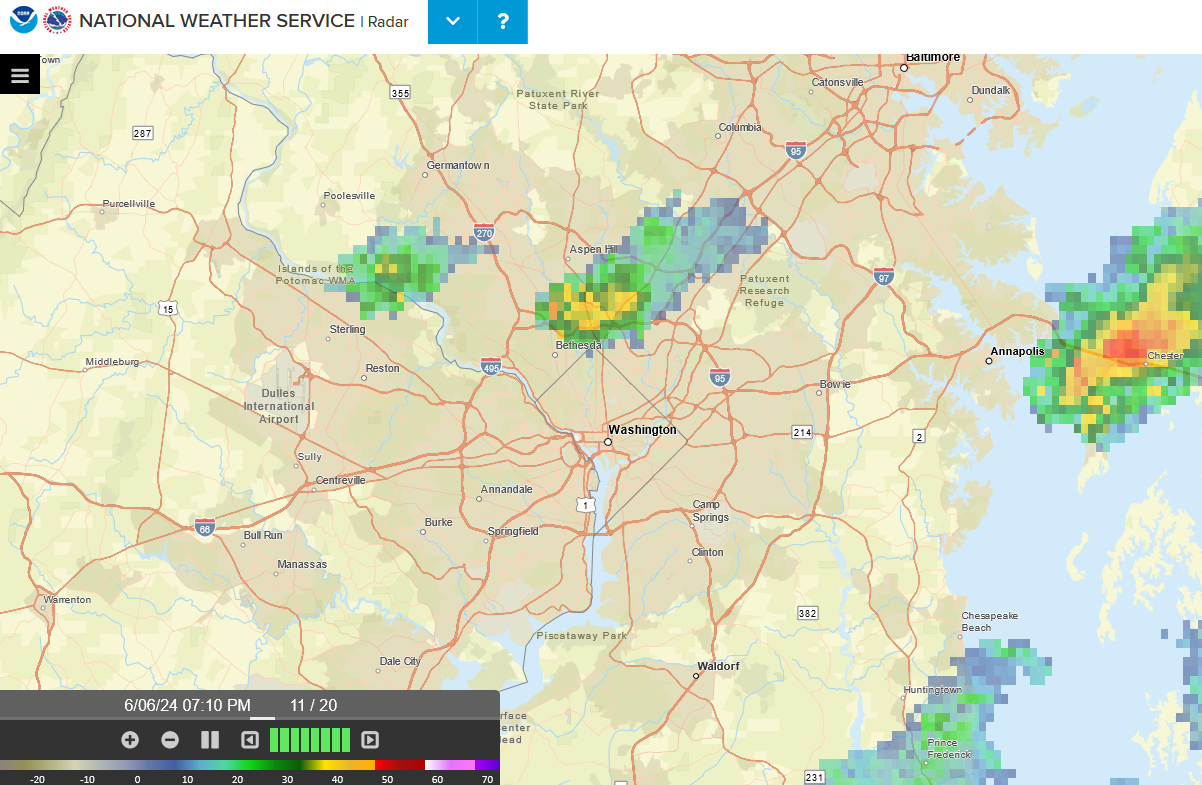 NATIONAL WEATHER SERVICE | Radar
?
own
Baltimore
Catonsville
355
Patuxent River
State Park
Dundalk
287
Columbia
95
Germantown
Poolesville
Purcellville
270
Aspen Hill
Islands of the
Potomac WMA
Patuxent
Research
Refuge
97
15
Sterling
Bethesda
Annapolis
Chester
Middleburg
Reston
495
95
Bowie
Dulles
International
Airport
Washington
214
2
Sully
Centreville
Annandale
1
Camp
Springs
66
Burke
Springfield
Bull Run
Clinton
Manassas
Warrenton
382
Chesapeake
Beach
Piscataway Park
Dale City
Waldorf
Huntingtown
6/06/24 07:10 PM 11 / 20
rface
enter
lead
Prince
Frederick
231
-20 -10 0 10 20 30 40 50 60 70